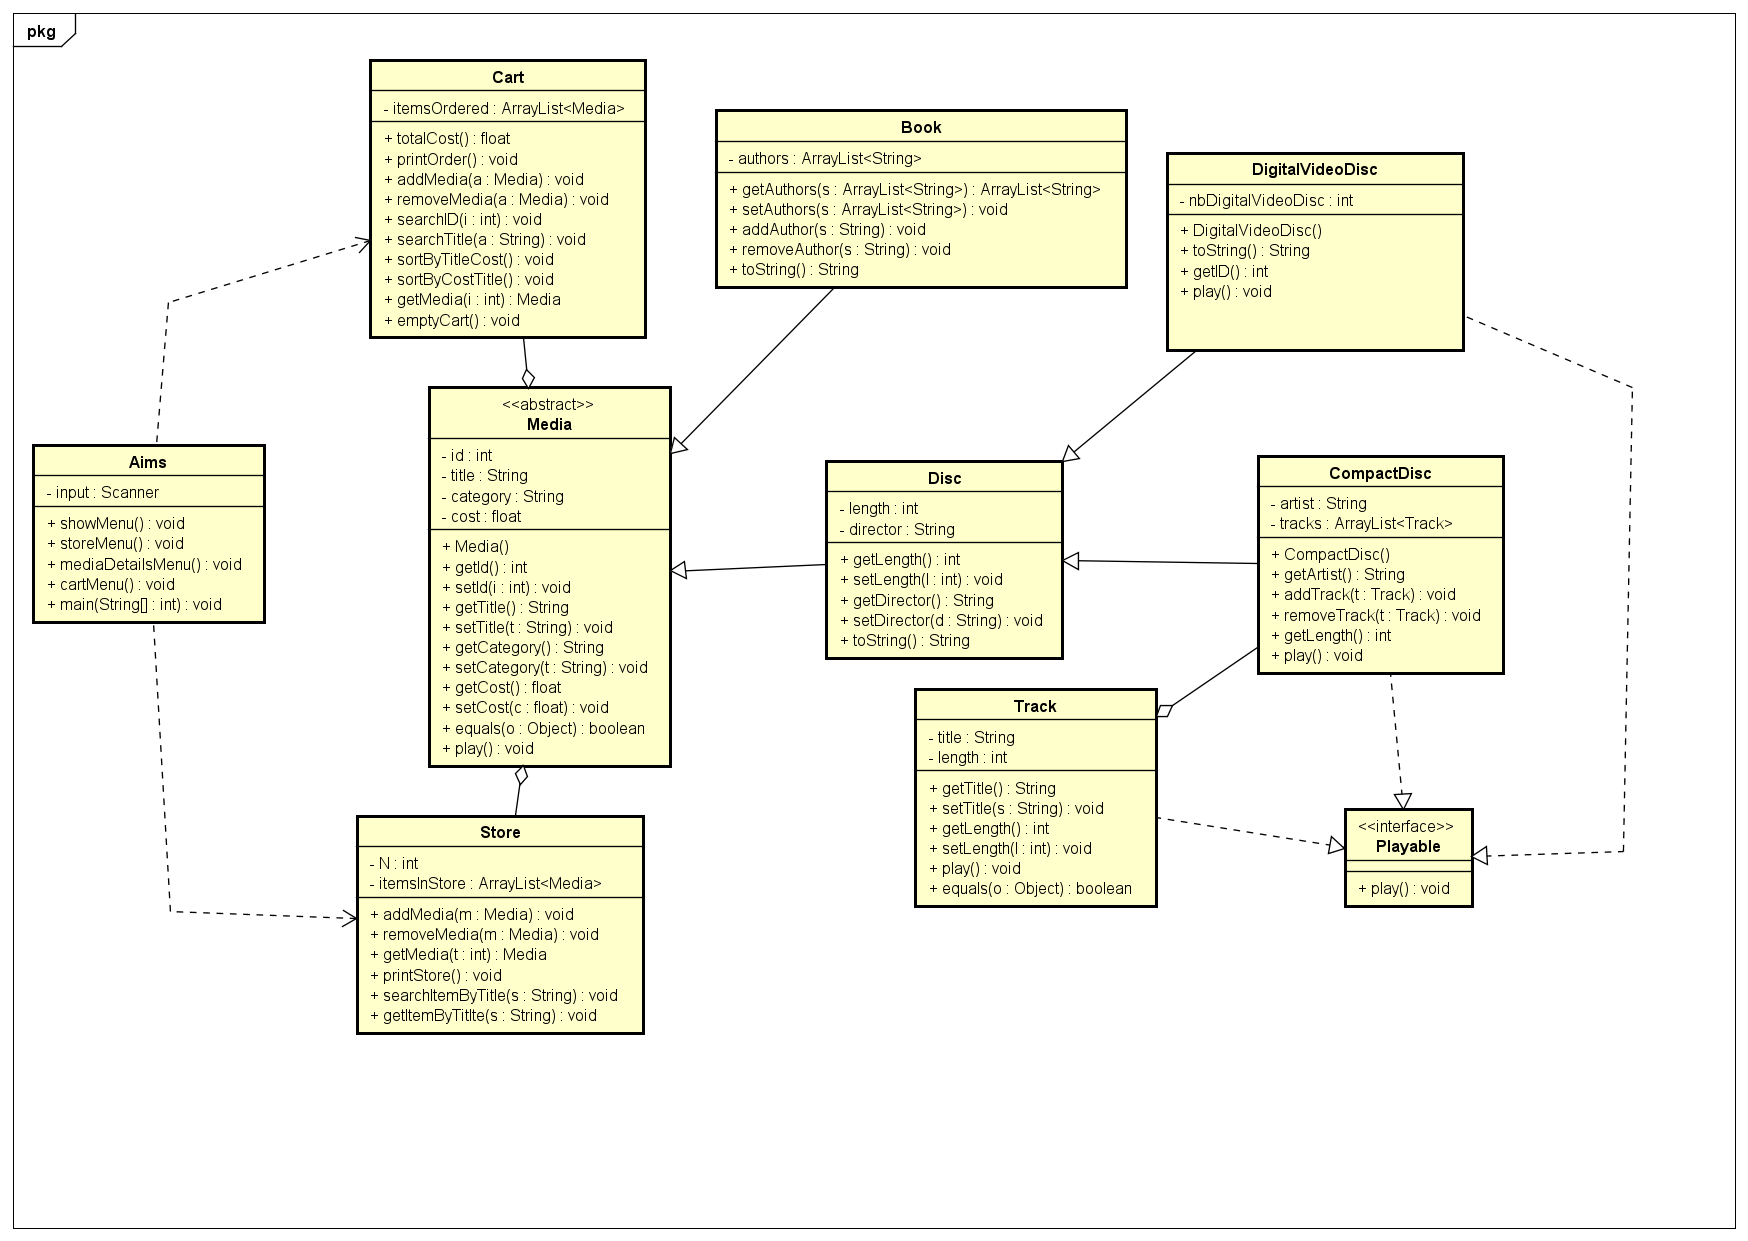 pkg
Cart
- itemsOrdered : ArrayList<Media>
+ totalCost() : float
+ printOrder() : void
+ addMedia(a : Media) : void
+ removeMedia(a : Media) : void
+ searchID(i : int) : void
+ searchTitle(a : String) : void
+ sortByTitleCost() : void
+ sortByCostTitle() : void
+ getMedia(i : int) : Media
+ emptyCart() : void
Book
- authors : ArrayList<String>
+ getAuthors(s : ArrayList<String>) : ArrayList<String>
+ setAuthors(s : ArrayList<String>) : void
+ addAuthor(s : String) : void
+ removeAuthor(s : String) : void
+ toString() : String
DigitalVideoDisc
- nbDigitalVideoDisc : int
+ DigitalVideoDisc()
+ toString() : String
+ getID() : int
+ play() : void
<<abstract>>
Media
- id : int
- title : String
- category : String
- cost : float
+ Media()
+ getId() : int
+ setId(i : int) : void
+ getTitle() : String
+ setTitle(t : String) : void
+ getCategory() : String
+ setCategory(t : String) : void
+ getCost() : float
+ setCost(c : float) : void
+ equals(o : Object) : boolean
+ play() : void
Aims
- input : Scanner
+ showMenu() : void
+ storeMenu() : void
+ mediaDetailsMenu() : void
+ cartMenu() : void
+ main(String[] : int) : void
Disc
- length : int
- director : String
+ getLength() : int
+ setLength(l : int) : void
+ getDirector() : String
+ setDirector(d : String) : void
+ toString() : String
CompactDisc
- artist : String
- tracks : ArrayList<Track>
+ CompactDisc()
+ getArtist() : String
+ addTrack(t : Track) : void
+ removeTrack(t : Track) : void
+ getLength() : int
+ play() : void
Track
- title : String
- length : int
+ getTitle() : String
+ setTitle(s : String) : void
+ getLength() : int
+ setLength(l : int) : void
+ play() : void
+ equals(o : Object) : boolean
<<interface>>
Playable
+ play() : void
Store
- N : int
- itemsInStore : ArrayList<Media>
+ addMedia(m : Media) : void
+ removeMedia(m : Media) : void
+ getMedia(t : int) : Media
+ printStore() : void
+ searchItemByTitle(s : String) : void
+ getItemByTitlte(s : String) : void